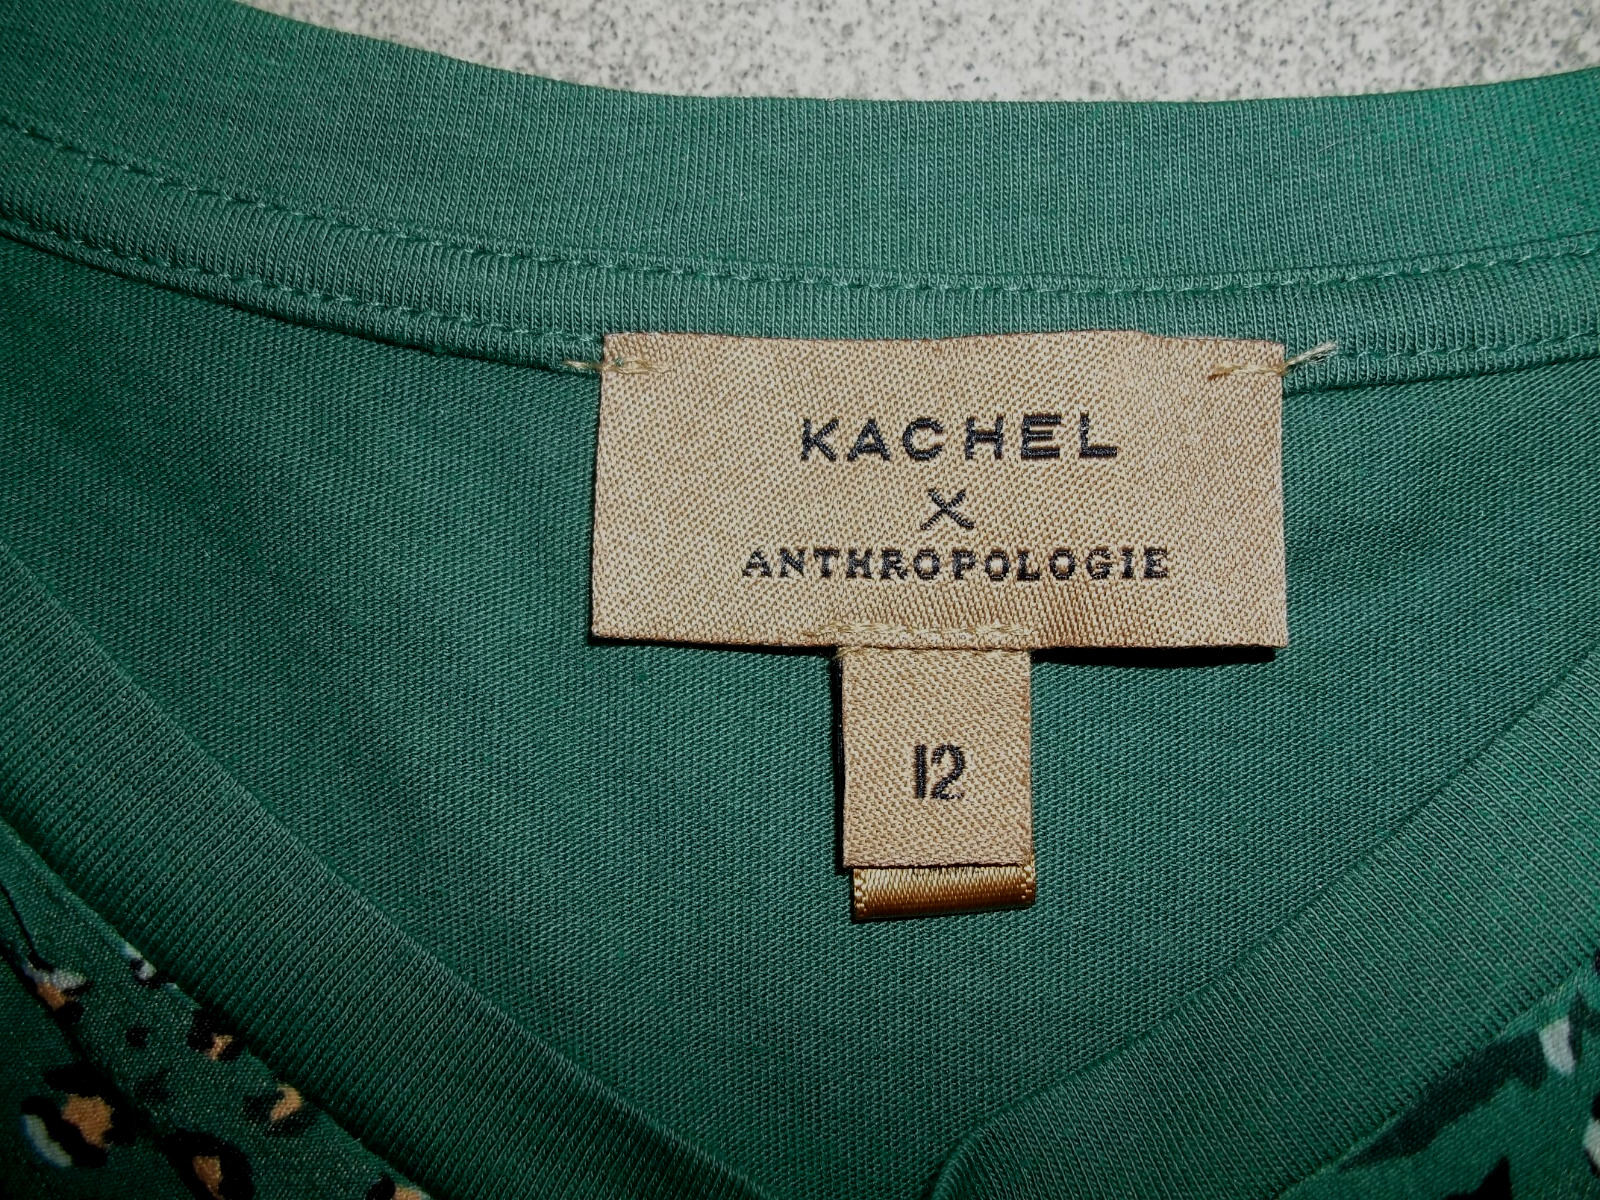 KACHEL
X
ANTHROPOLOGIE
12